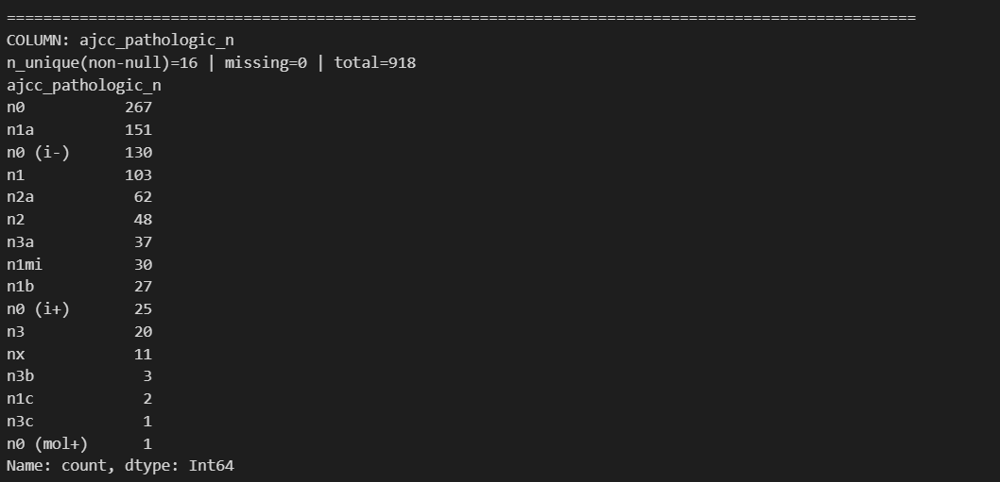 ====================================================================================================
COLUMN: ajcc_pathologic_n
n_unique(non-null)=16 | missing=0 | total=918
ajcc_pathologic_n
n0           267
n1a          151
n0 (i-)      130
n1           103
n2a           62
n2            48
n3a           37
n1mi          30
n1b           27
n0 (i+)       25
n3            20
nx            11
n3b            3
n1c            2
n3c            1
n0 (mol+)      1
Name: count, dtype: Int64